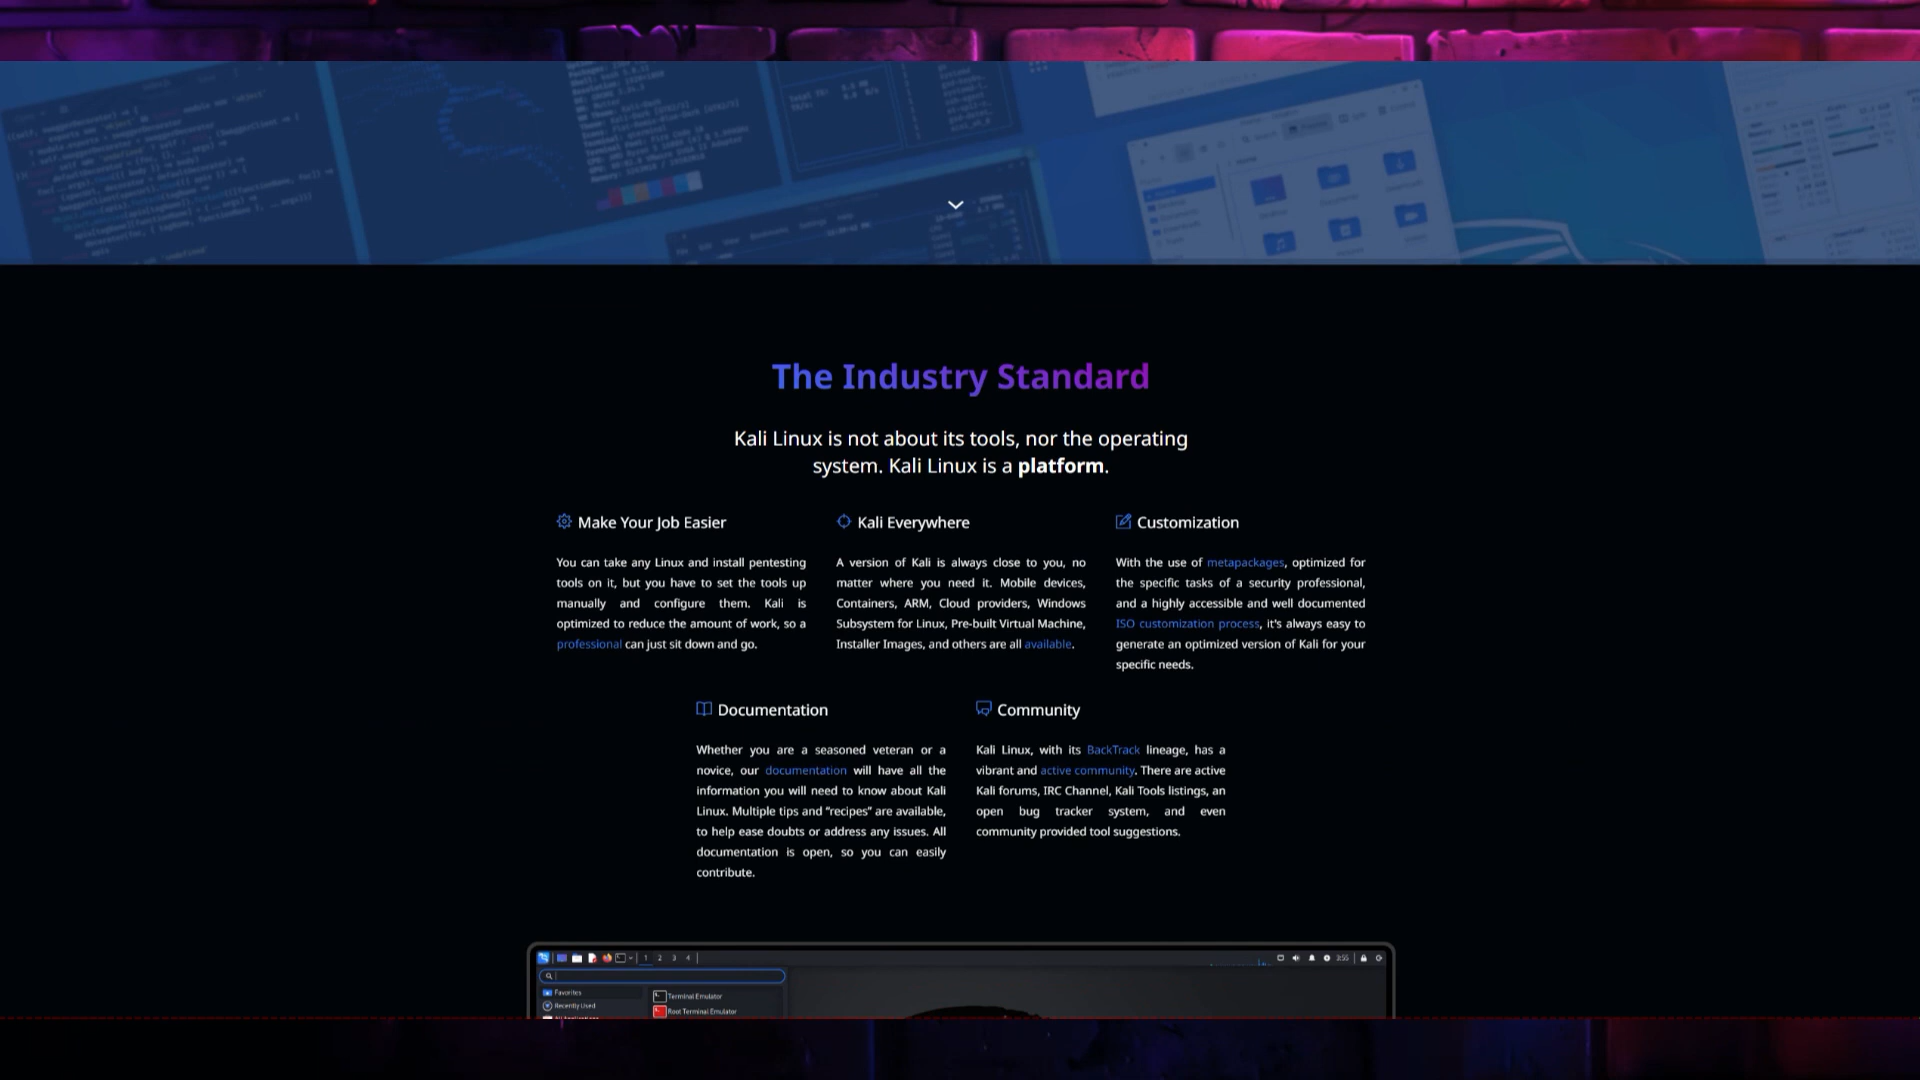 The Industry Standard
Kali Linux is not about its tools, nor the operating
system. Kali Linux is a platform.
Make Your Job Easier
You can take any Linux and install pentesting
tools on it, but you have to set the tools up
manually and configure them. Kali is
optimized to reduce the amount of work, so a
professional can just sit down and go.
Kali Everywhere
A version of Kali is always close to you, no
matter where you need it. Mobile devices,
Containers, ARM, Cloud providers, Windows
Subsystem for Linux, Pre-built Virtual Machine,
Installer Images, and others are all available.
Customization
With the use of metapackages, optimized for
the specific tasks of a security professional,
and a highly accessible and well documented
ISO customization process, it's always easy to
generate an optimized version of Kali for your
specific needs.
Documentation
Whether you are a seasoned veteran or a
novice, our documentation will have all the
information you will need to know about Kali
Linux. Multiple tips and “recipes” are available,
to help ease doubts or address any issues. All
documentation is open, so you can easily
contribute.
Community
Kali Linux, with its BackTrack lineage, has a
vibrant and active community. There are active
Kali forums, IRC Channel, Kali Tools listings, an
open bug tracker system, and even
community provided tool suggestions.
1 2 3 4
3:55
Favorites
Recently Used
Terminal Emulator
Root Terminal Emulator